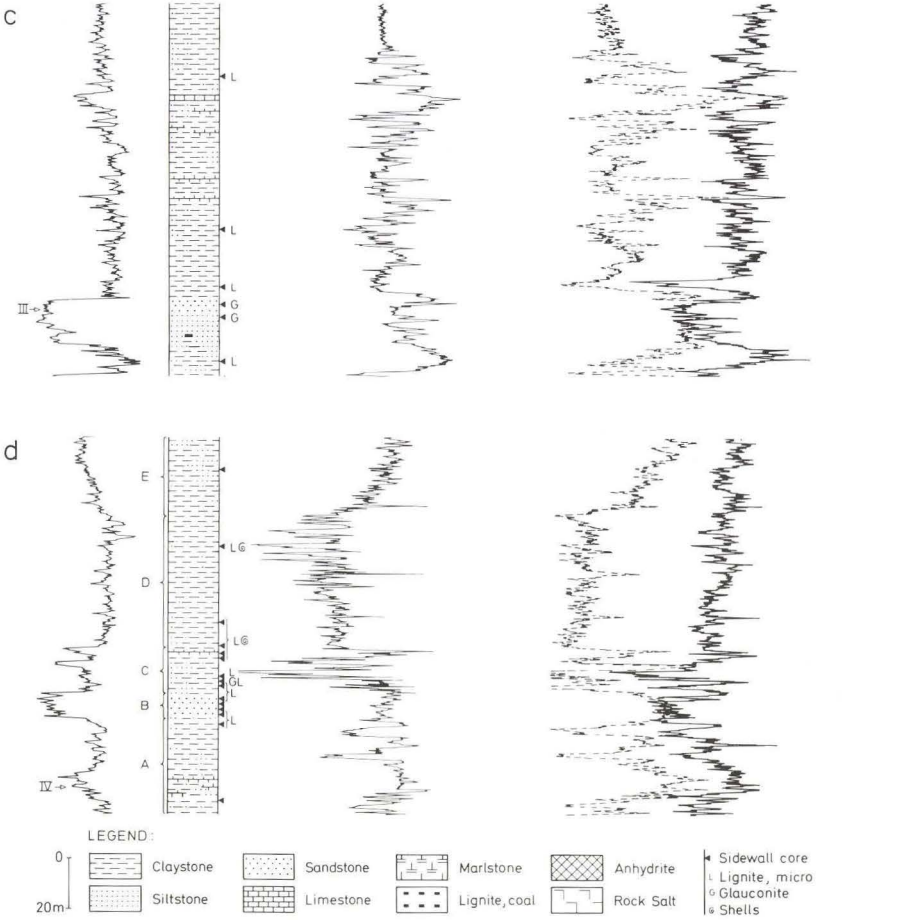 c
L
L
L
III
G
G
L
d
E
L
D
L
C
L
GL
L
B
L
A
IV
LEGEND:
0
20m
Claystone
Sandstone
Marlstone
Anhydrite
Siltstone
Limestone
Lignite, coal
Rock Salt
Sidewall core
L Lignite, micro
G Glauconite
Shells